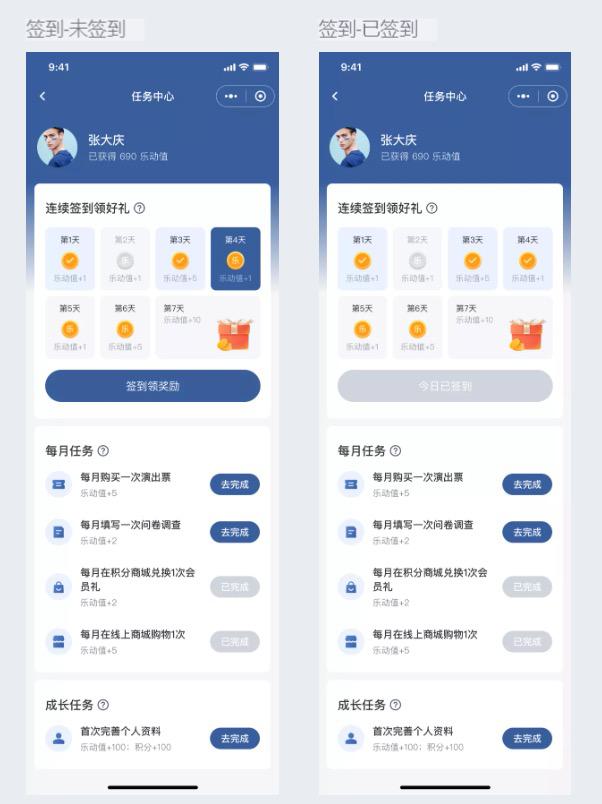 签到-未签到
9:41
任务中心
张大庆
已获得 690 乐动值
连续签到领好礼
第1天
第2天
第3天
第4天
乐
乐
乐动值+1
乐动值+1
乐动值+5
乐动值+1
第5天
第6天
第7天
乐动值+10
乐
乐
乐动值+1
乐动值+5
签到领奖励
每月任务
每月购买一次演出票
乐动值+5
去完成
每月填写一次问卷调查
乐动值+2
去完成
每月在积分商城兑换1次会
员礼
乐动值+2
已完成
每月在线上商城购物1次
乐动值+5
已完成
成长任务
首次完善个人资料
乐动值+100；积分+100
去完成
签到-已签到
9:41
任务中心
张大庆
已获得 690 乐动值
连续签到领好礼
第1天
第2天
第3天
第4天
乐
乐动值+1
乐动值+1
乐动值+5
乐动值+1
第5天
第6天
第7天
乐动值+10
乐
乐
乐动值+1
乐动值+5
今日已签到
每月任务
每月购买一次演出票
乐动值+5
去完成
每月填写一次问卷调查
乐动值+2
去完成
每月在积分商城兑换1次会
员礼
乐动值+2
已完成
每月在线上商城购物1次
乐动值+5
已完成
成长任务
首次完善个人资料
乐动值+100；积分+100
去完成